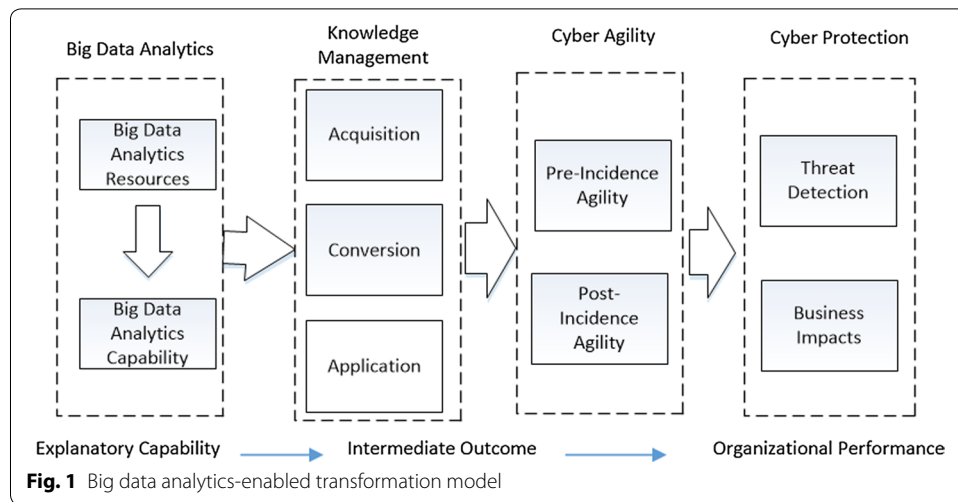 Big Data Analytics
Big Data
Analytics
Resources
Big Data
Analytics
Capability
Knowledge
Management
Acquisition
Conversion
Application
Cyber Agility
Pre-Incidence
Agility
Post-
Incidence
Agility
Cyber Protection
Threat
Detection
Business
Impacts
Explanatory Capability
Intermediate Outcome
Organizational Performance
Fig. 1 Big data analytics-enabled transformation model